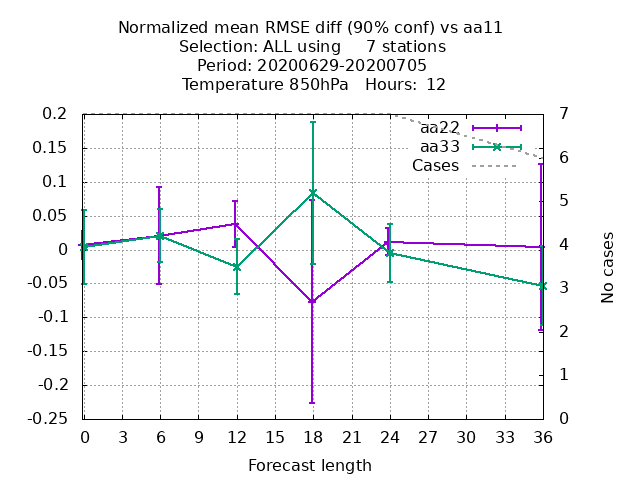 Normalized mean RMSE diff (90% conf) vs aa11
Selection: ALL using     7 stations
Period: 20200629-20200705
Temperature 850hPa   Hours:  12
0.2
0.15
0.1
0.05
0
-0.05
-0.1
-0.15
-0.2
-0.25
aa22
aa33
Cases
7
6
5
4
3
2
1
0
No cases
0 3 6 9 12 15 18 21 24 27 30 33 36
Forecast length